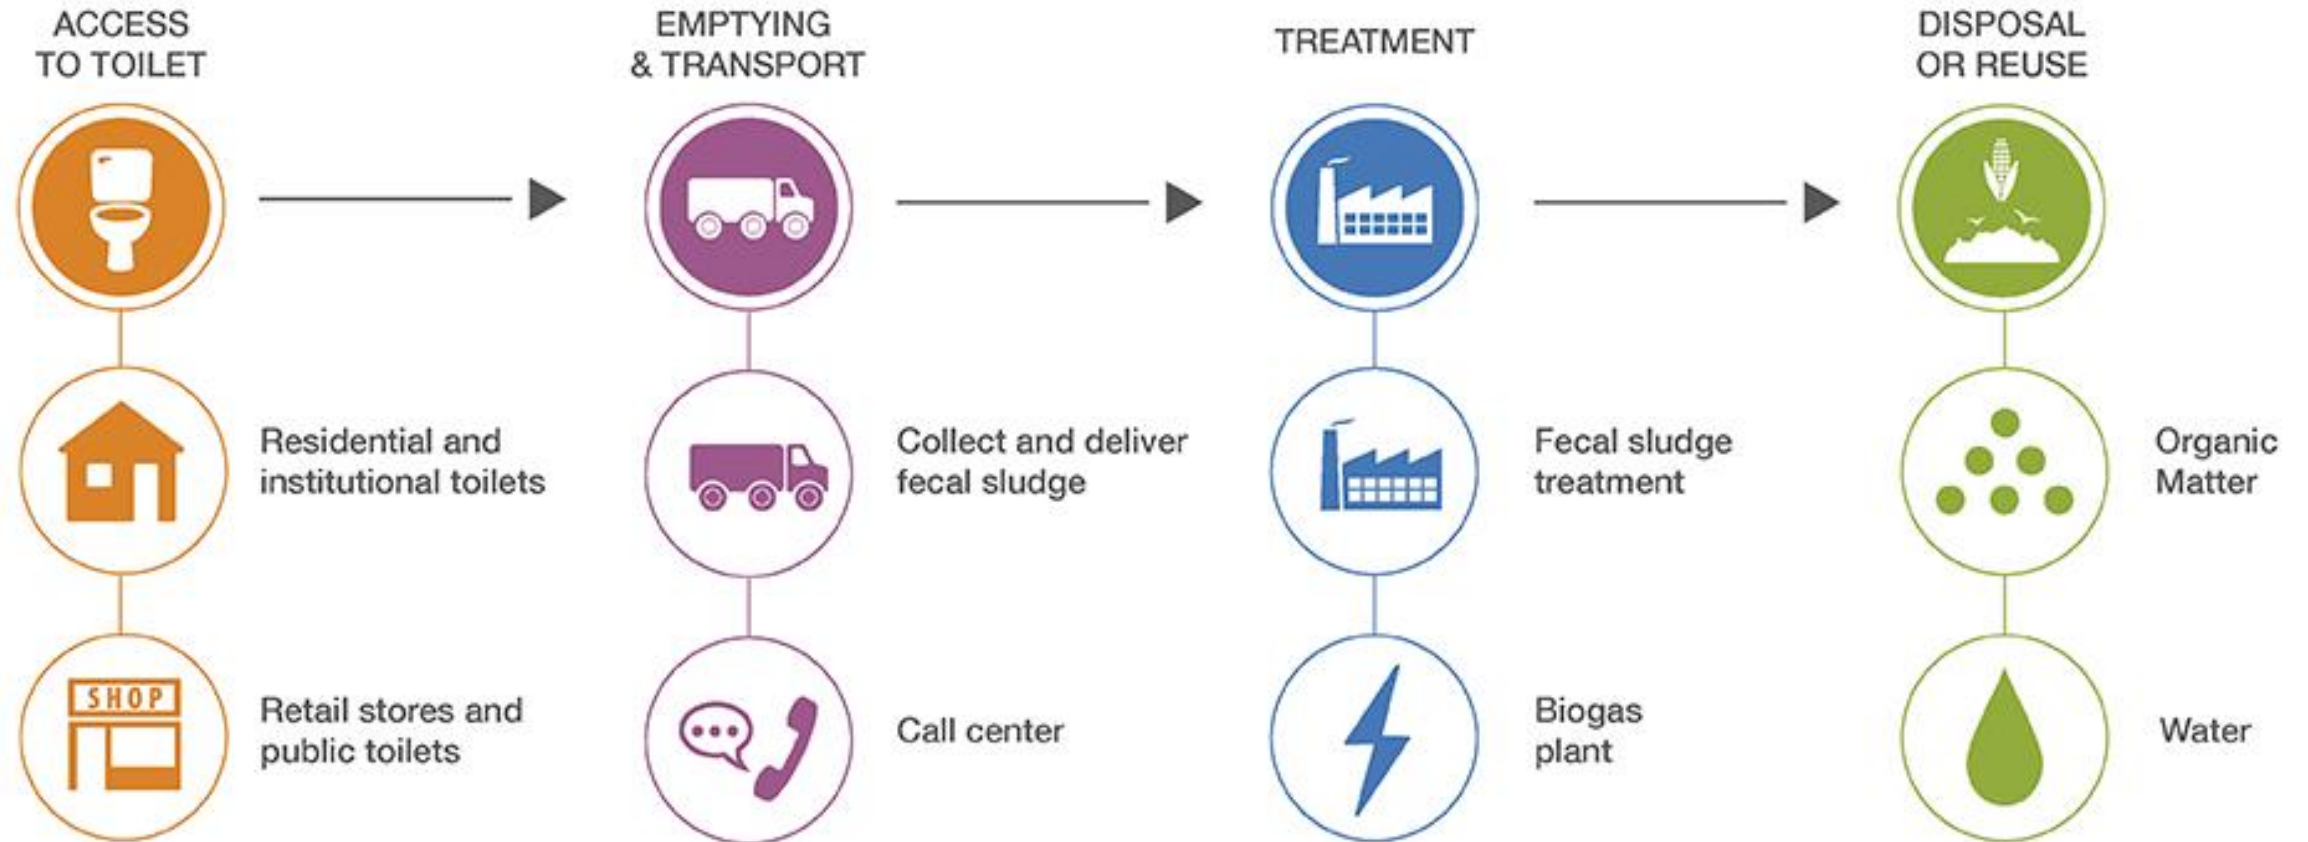 ACCESS
TO TOILET
EMPTYING
& TRANSPORT
TREATMENT
DISPOSAL
OR REUSE
Residential and
institutional toilets
Collect and deliver
fecal sludge
Fecal sludge
treatment
Organic
Matter
SHOP
Retail stores and
public toilets
Call center
Biogas
plant
Water